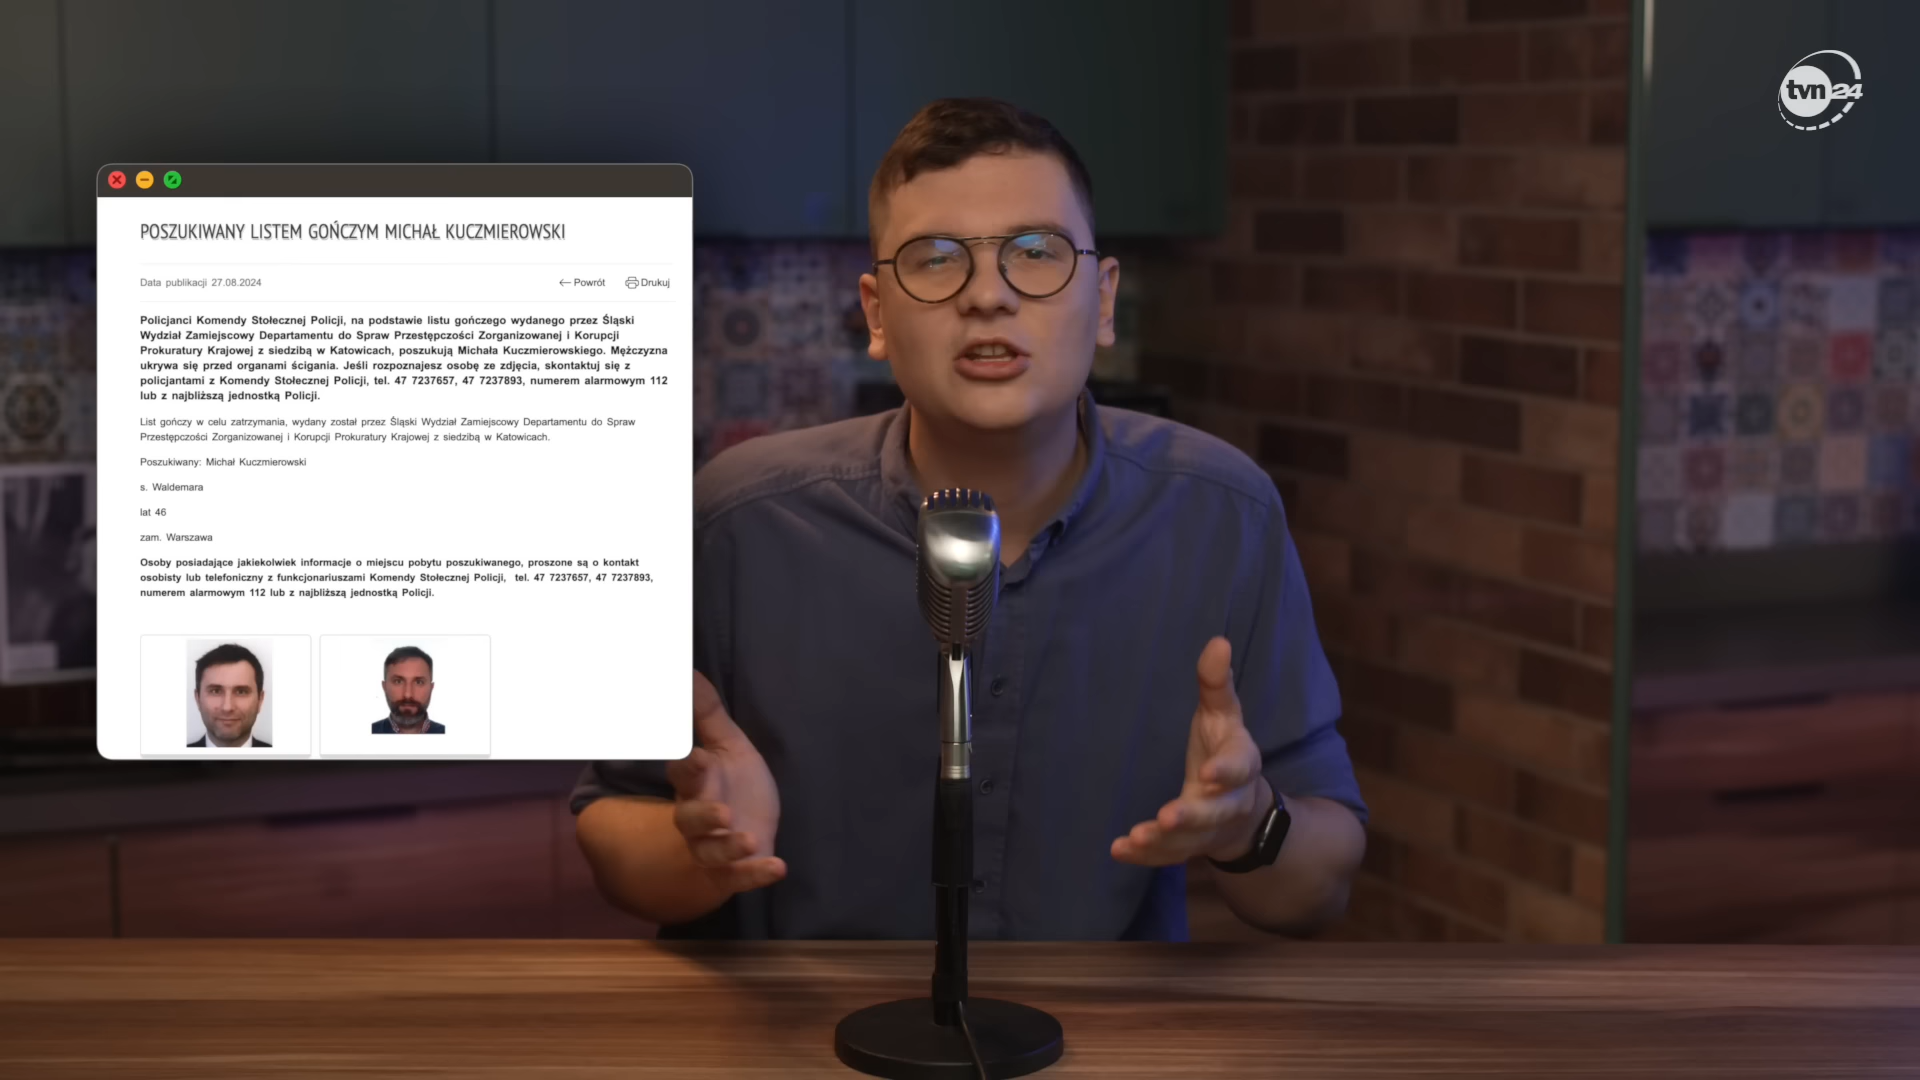 tvn24
POSZUKIWANY LISTEM GOŃCZYM MICHAŁ KUCZMIEROWSKI
Data publikacji 27.08.2024
Powrót
Drukuj
Policjanci Komendy Stołecznej Policji, na podstawie listu gończego wydanego przez Śląski
Wydział Zamiejscowy Departamentu do Spraw Przestępczości Zorganizowanej i Korupcji
Prokuratury Krajowej z siedzibą w Katowicach, poszukują Michała Kuczmierowskiego. Mężczyzna
ukrywa się przed organami ścigania. Jeśli rozpoznajesz osobę ze zdjęcia, skontaktuj się z
policjantami z Komendy Stołecznej Policji, tel. 47 7237657, 47 7237893, numerem alarmowym 112
lub z najbliższą jednostką Policji.
List gończy w celu zatrzymania, wydany został przez Śląski Wydział Zamiejscowy Departamentu do Spraw
Przestępczości Zorganizowanej i Korupcji Prokuratury Krajowej z siedzibą w Katowicach.
Poszukiwany: Michał Kuczmierowski
s. Waldemara
lat 46
zam. Warszawa
Osoby posiadające jakiekolwiek informacje o miejscu pobytu poszukiwanego, proszone są o kontakt
osobisty lub telefoniczny z funkcjonariuszami Komendy Stołecznej Policji, tel. 47 7237657, 47 7237893,
numerem alarmowym 112 lub z najbliższą jednostką Policji.